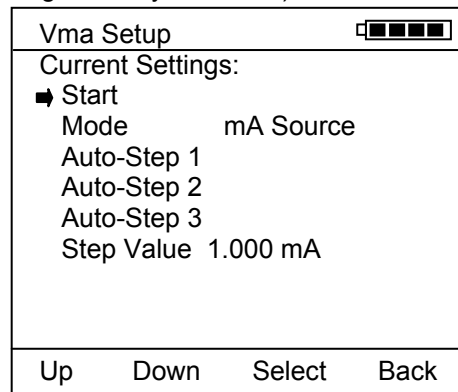 Vma Setup
Current Settings:
Start
Mode mA Source
Auto-Step 1
Auto-Step 2
Auto-Step 3
Step Value 1.000 mA
Up Down Select Back